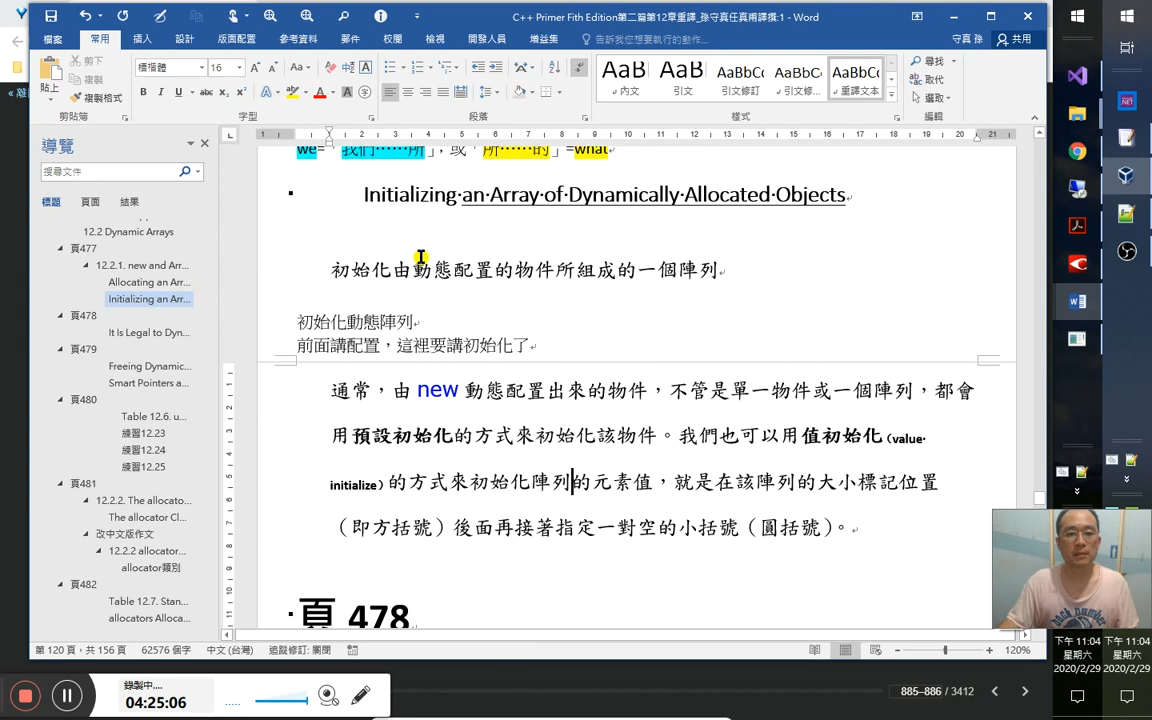 C++ Primer Fith Edition第二篇第12章重譯_孫守真任真甫譯撰:1 - Word
檔案
常用
插入
設計
版面配置
參考資料
郵件
校閱
檢視
開發人員
增益集
告訴我您想要執行的動作...
守真 孫
共用
剪下
複製
複製格式
貼上
剪貼簿
標楷體
16
字型
段落
AaB
AaB
AaBbCc
AaBbCc
AaBbCc
內文
引文
引文修訂
引文修...
重譯文本
樣式
尋找
取代
選取
編輯
導覽
搜尋文件
標題
頁面
結果
12.2 Dynamic Arrays
頁477
12.2.1. new and Arr...
Allocating an Arr...
Initializing an Arr...
頁478
It Is Legal to Dyn...
頁479
Freeing Dynamic...
Smart Pointers a...
頁480
Table 12.6. u...
練習12.23
練習12.24
練習12.25
頁481
12.2.2. The allocato...
The allocator Cl...
改中文版作文
12.2.2 allocator...
allocator類別
頁482
Table 12.7. Stan...
allocators Alloca...
we=「我們……所」，或「所……的」=what
Initializing an Array of Dynamically Allocated Objects
初始化由動態配置的物件所組成的一個陣列
初始化動態陣列
前面講配置，這裡要講初始化了
通常，由 new 動態配置出來的物件，不管是單一物件或一個陣列，都會
用預設初始化的方式來初始化該物件。我們也可以用值初始化（value
initialize）的方式來初始化陣列的元素值，就是在該陣列的大小標記位置
（即方括號）後面再接著指定一對空的小括號（圓括號）。
頁 478
第 120 頁，共 156 頁
62576 個字
中文 (台灣)
追蹤修訂: 關閉
120%
錄製中....
04:25:06
885–886 / 3412
下午 11:04
星期六
2020/2/29
下午 11:04
星期六
2020/2/29